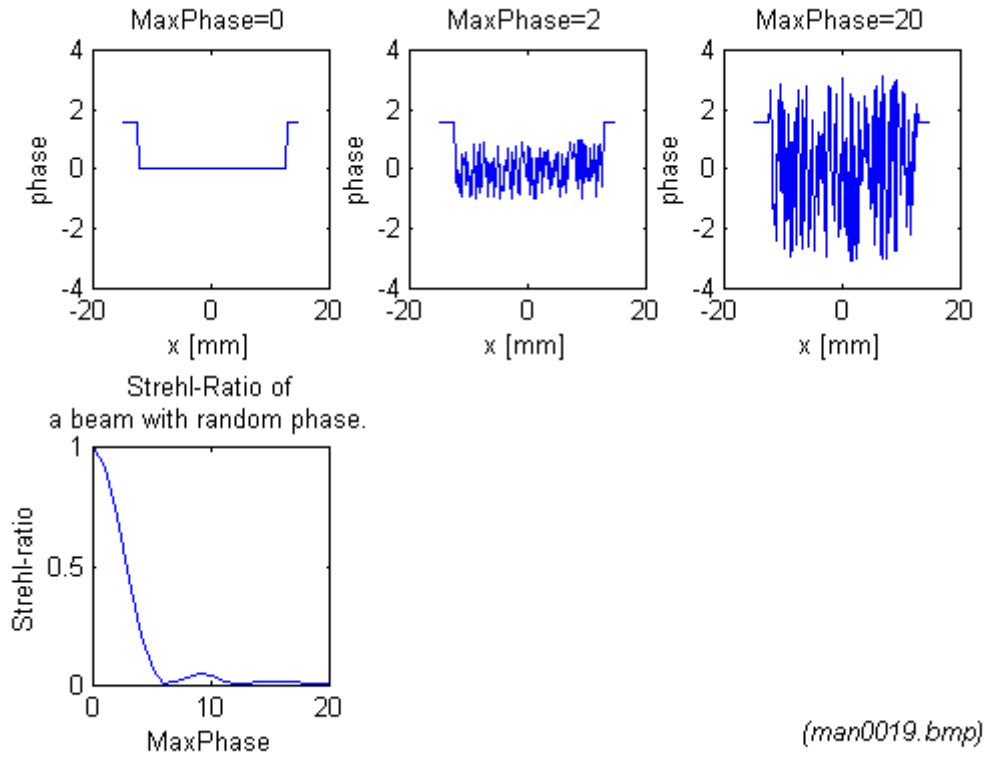 MaxPhase=0
4
2
0
-2
-4
-20
0
20
phase
x [mm]
MaxPhase=2
4
2
0
-2
-4
-20
0
20
phase
x [mm]
MaxPhase=20
4
2
0
-2
-4
-20
0
20
phase
x [mm]
Strehl-Ratio of
a beam with random phase.
1
0.5
0
0
10
20
Strehl-ratio
MaxPhase
(man0019.bmp)